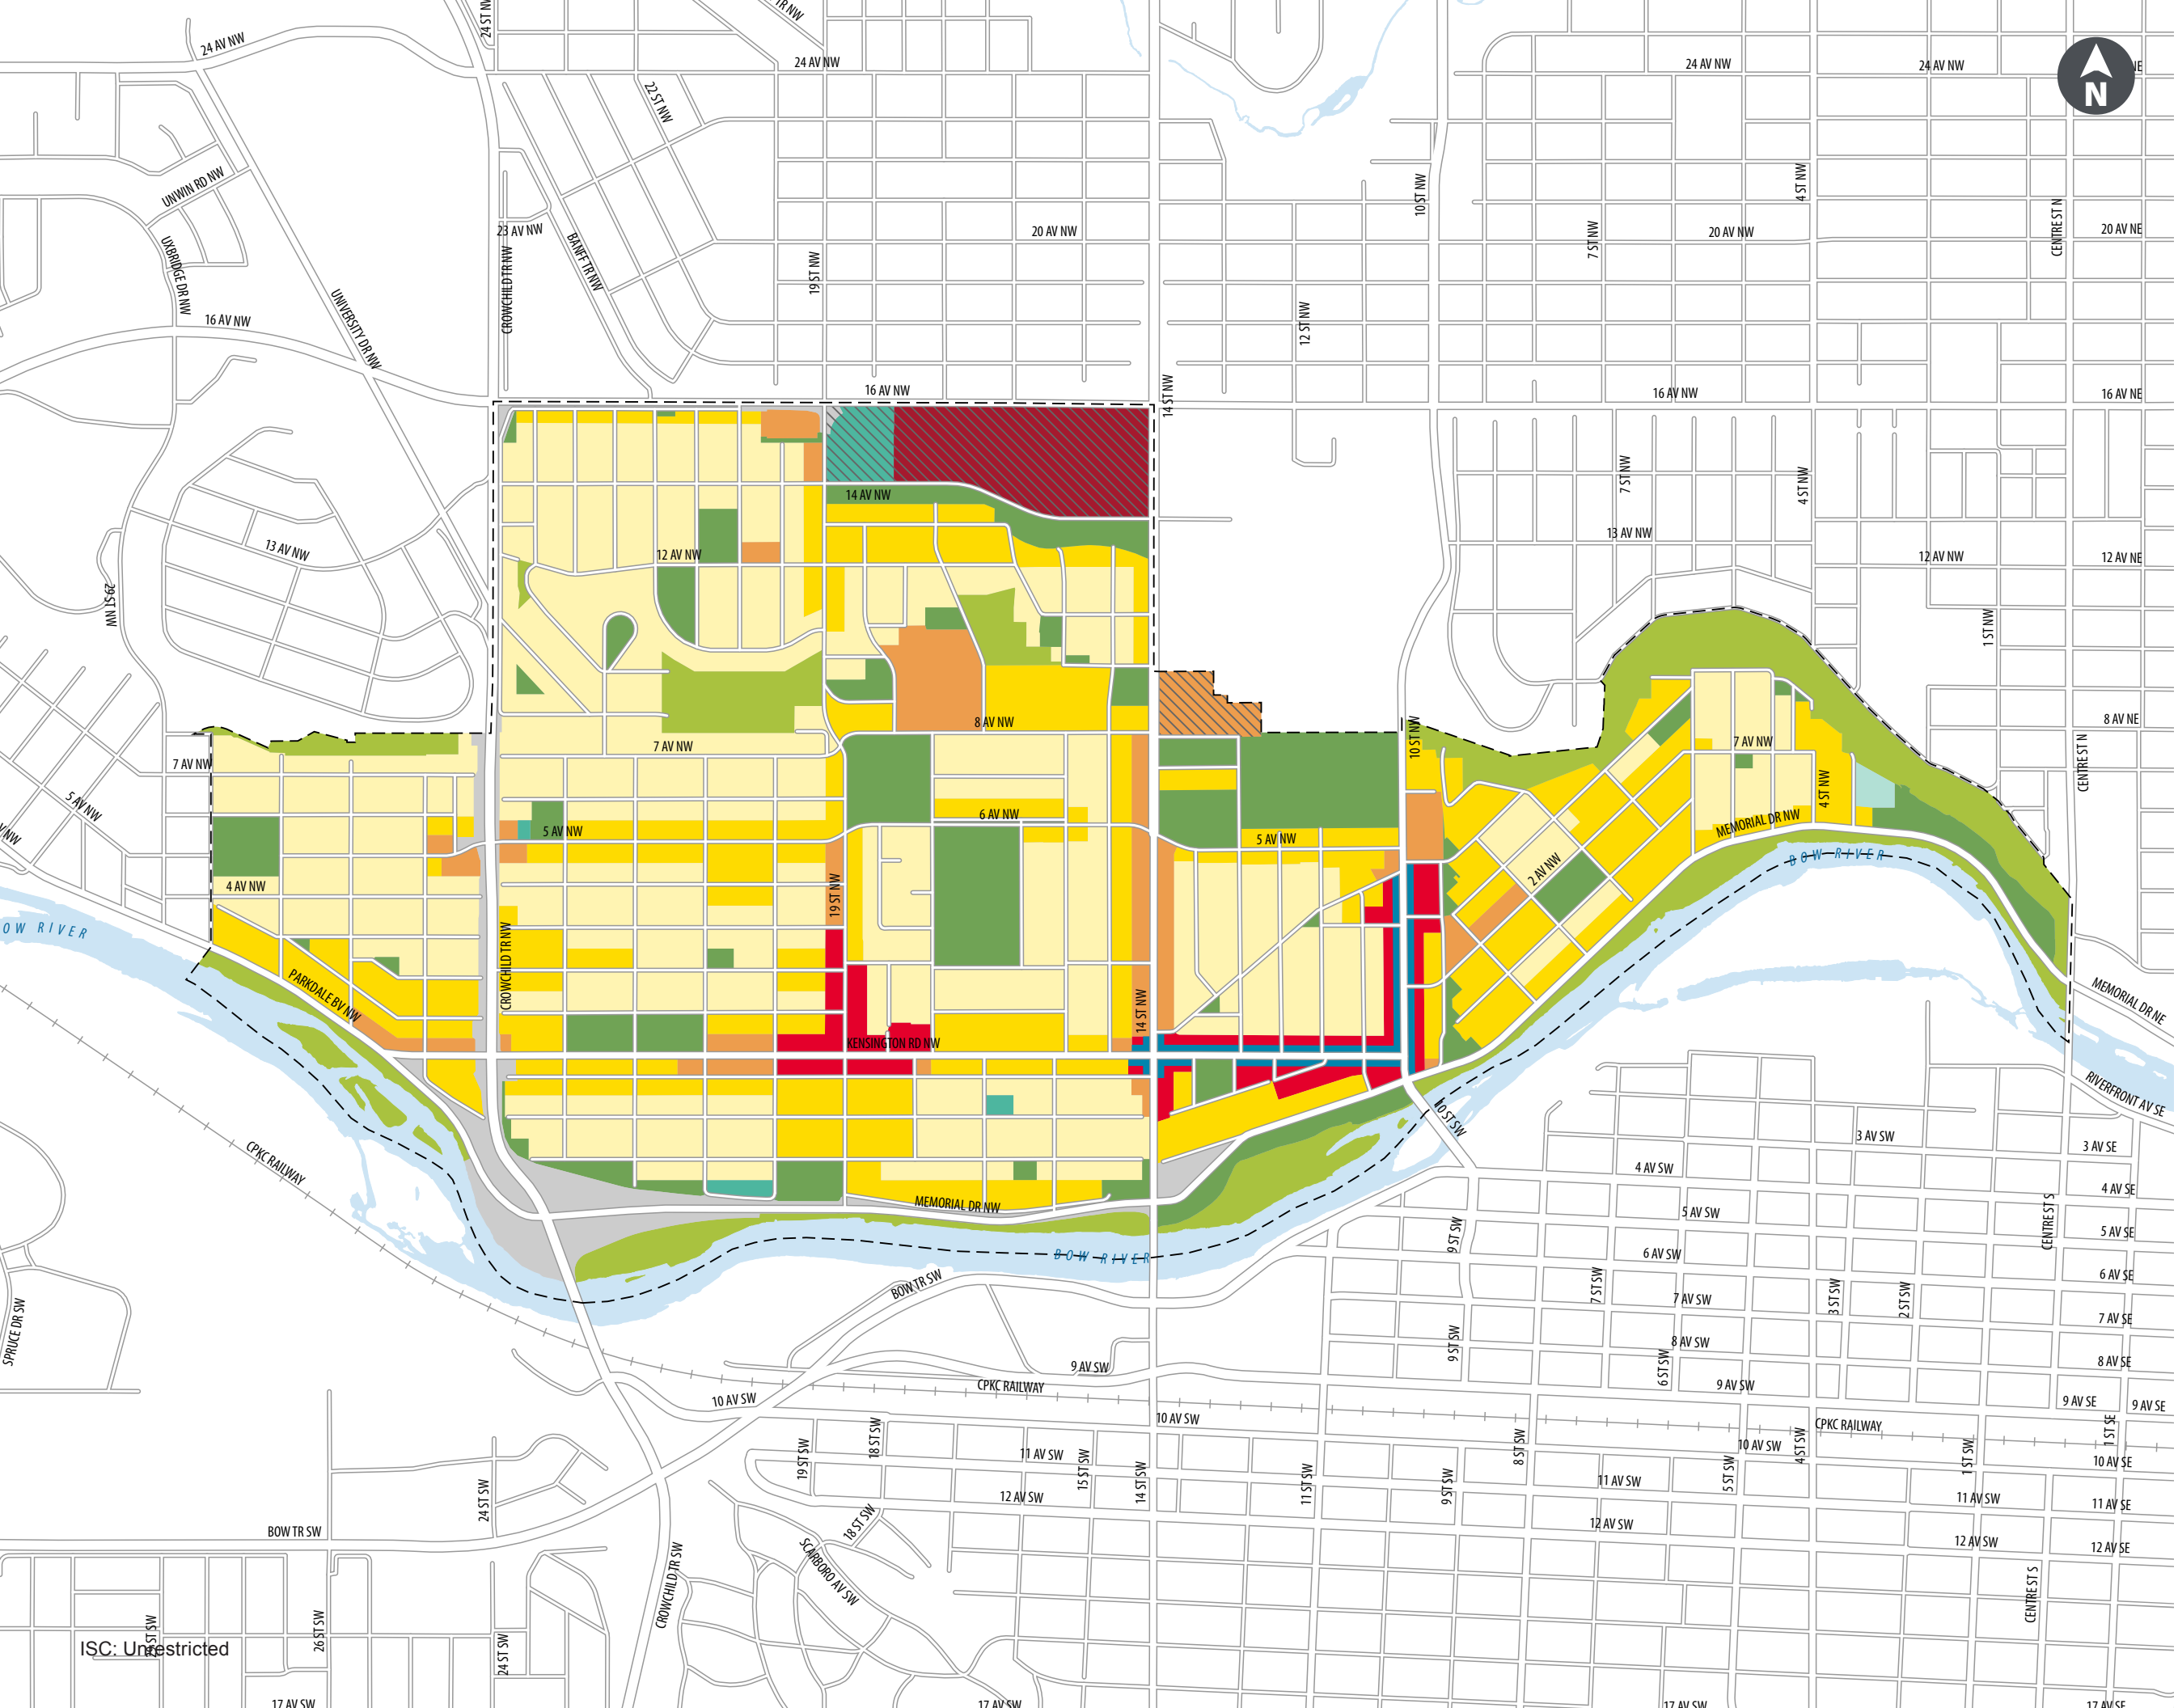 24 ST NW
24 AV NW
24 AV NW
24 AV NW
24 AV NW
N
22 ST NW
UNWIN RD NW
10 ST NW
4 ST NW
23 AV NW
20 AV NW
7 ST NW
20 AV NW
CENTRE ST N
20 AV NE
UXBRIDGE DR NW
BANFF TR NW
19 ST NW
CROWCHILD TR NW
16 AV NW
UNIVERSITY DR NW
12 ST NW
16 AV NW
14 ST NW
16 AV NW
16 AV NE
14 AV NW
7 ST NW
4 ST NW
13 AV NW
12 AV NW
13 AV NW
12 AV NW
12 AV NE
29 ST NW
1 ST NW
8 AV NW
8 AV NE
7 AV NW
7 AV NW
10 ST NW
7 AV NW
CENTRE ST N
5 AV NW
4 ST NW
6 AV NW
5 AV NW
5 AV NW
MEMORIAL DR NW
BOW RIVER
4 AV NW
19 ST NW
2 AV NW
OW RIVER
PARKDALE BV NW
CROWCHILD TR NW
14 ST NW
KENSINGTON RD NW
MEMORIAL DR NE
RIVERFRONT AV SE
10 ST SW
CPKC RAILWAY
3 AV SW
3 AV SE
4 AV SW
4 AV SE
MEMORIAL DR NW
5 AV SW
CENTRE ST S
5 AV SE
BOW RIVER
9 ST SW
6 AV SW
6 AV SE
BOW TR SW
7 ST SW
7 AV SW
3 ST SW
2 ST SW
7 AV SE
SPRUCE DR SW
9 ST SW
8 AV SW
8 AV SE
9 AV SW
6 ST SW
CPKC RAILWAY
9 AV SW
10 AV SW
9 AV SE
9 AV SE
10 AV SW
CPKC RAILWAY
1 ST SE
19 ST SW
18 ST SW
11 AV SW
15 ST SW
14 ST SW
11 ST SW
9 ST SW
8 ST SW
10 AV SW
4 ST SW
1 ST SW
10 AV SE
11 AV SW
5 ST SW
24 ST SW
12 AV SW
11 AV SW
11 AV SE
BOW TR SW
18 ST SW
12 AV SW
12 AV SW
12 AV SE
SCARBORO AV SW
CROWCHILD TR SW
CENTRE ST S
26 ST SW
24 ST SW
ISC: Unrestricted
17 AV SW
17 AV SW
17 AV SW
17 AV SE